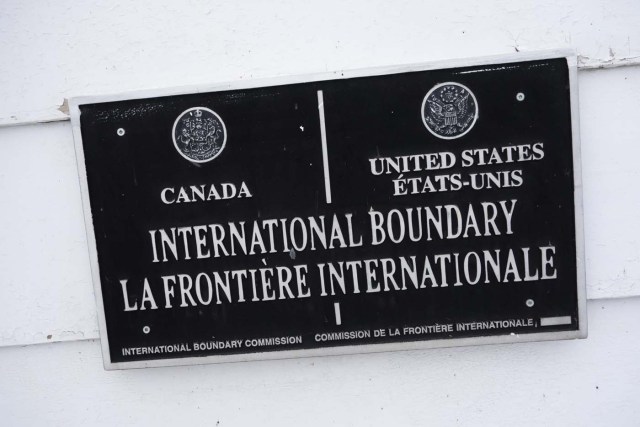 CANADA
UNITED STATES
ÉTATS-UNIS
INTERNATIONAL BOUNDARY
LA FRONTIÈRE INTERNATIONALE
INTERNATIONAL BOUNDARY COMMISSION COMMISSION DE LA FRONTIÈRE INTERNATIONALE